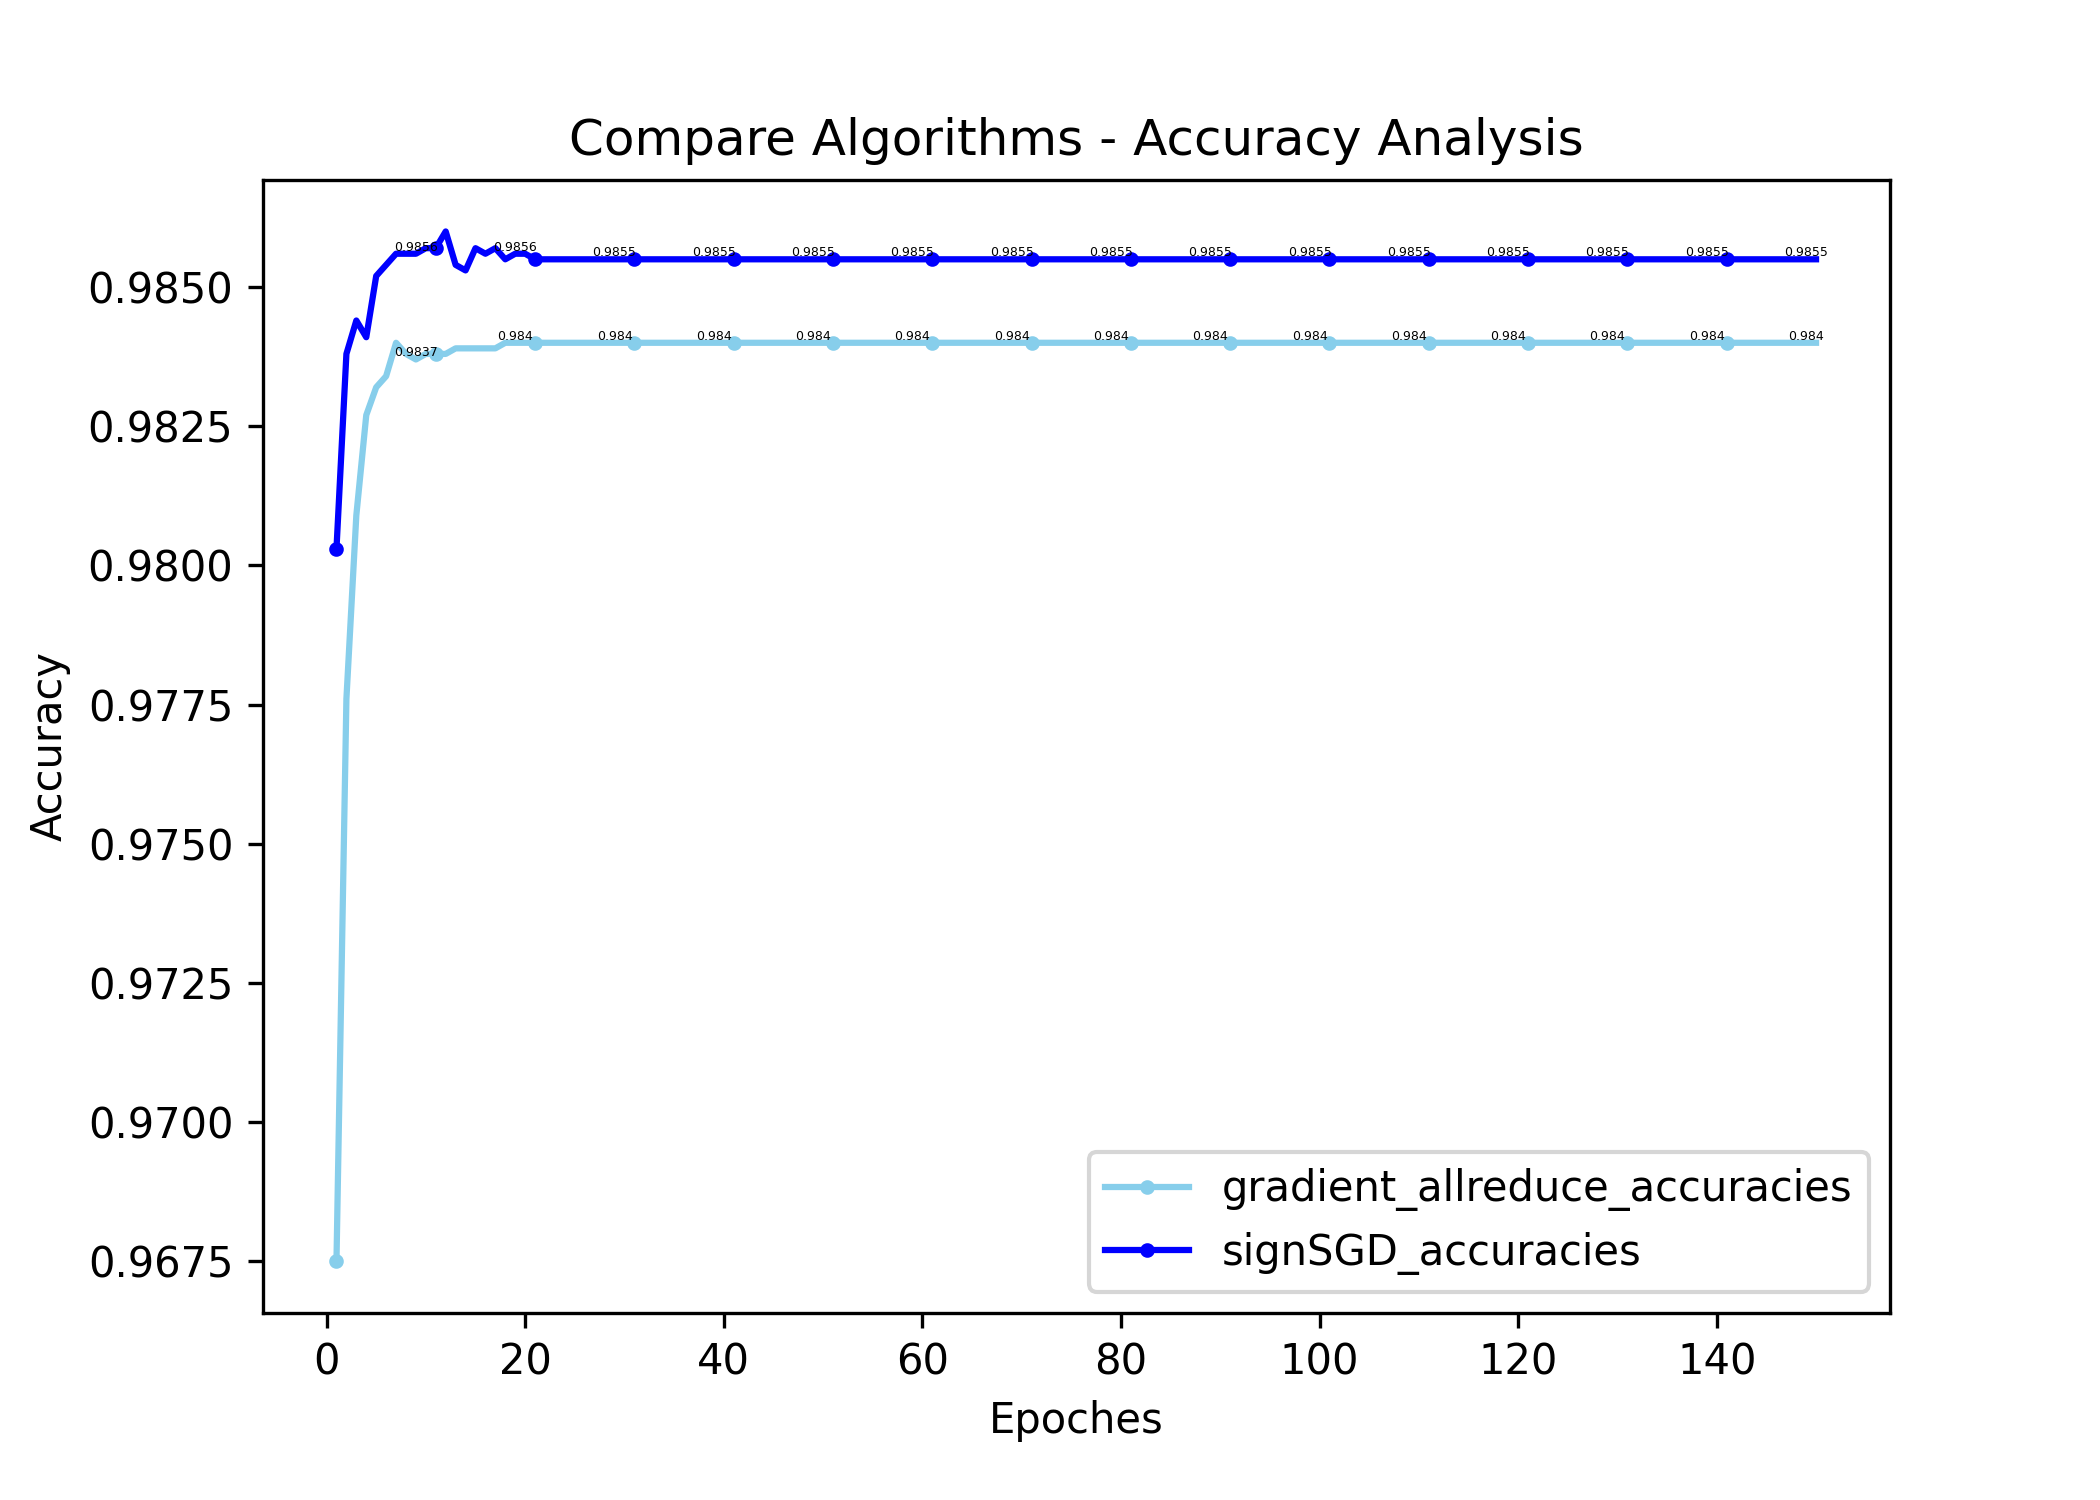 Compare Algorithms - Accuracy Analysis
0.9850
0.9825
0.9800
0.9775
0.9750
0.9725
0.9700
0.9675
Accuracy
0.9856 0.9856 0.9855 0.9855 0.9855 0.9855 0.9855 0.9855 0.9855 0.9855 0.9855 0.9855 0.9855 0.9855 0.9855
0.9837 0.984 0.984 0.984 0.984 0.984 0.984 0.984 0.984 0.984 0.984 0.984 0.984 0.984 0.984
gradient_allreduce_accuracies
signSGD_accuracies
0 20 40 60 80 100 120 140
Epoches